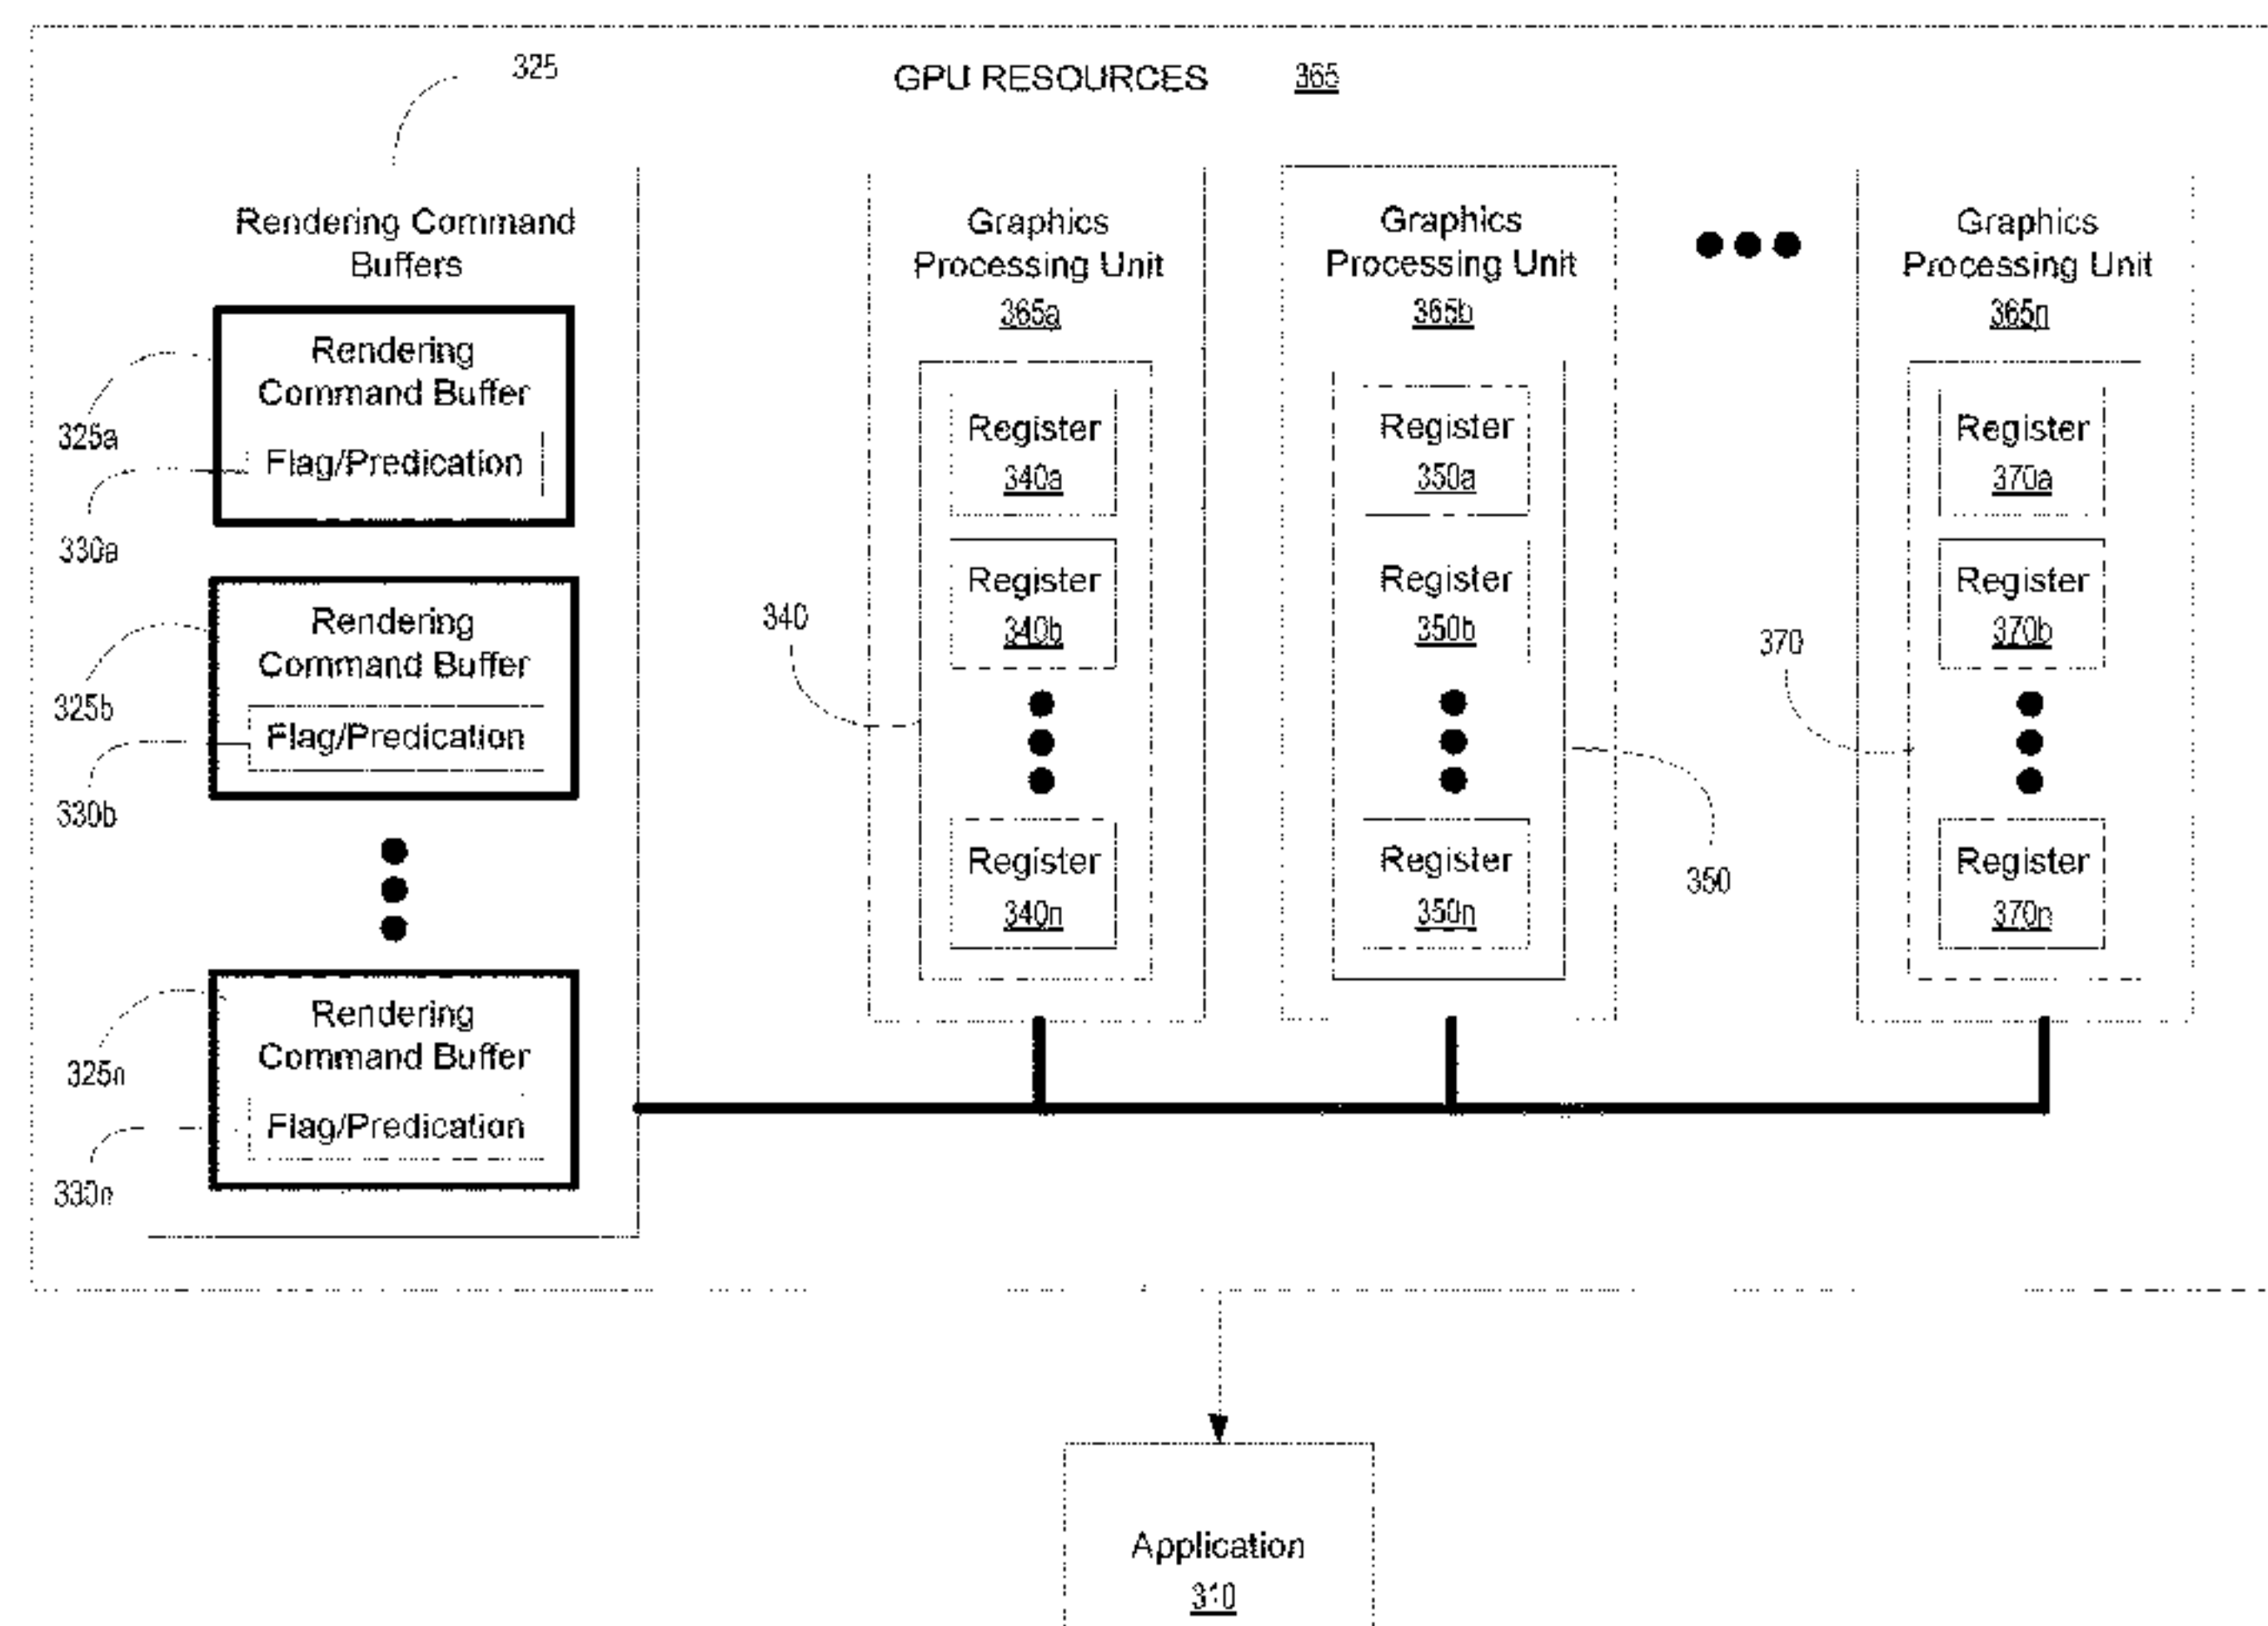 325
GPU RESOURCES 365
Rendering Command
Buffers
Rendering
Command Buffer
Flag/Predication
325a
330a
Rendering
Command Buffer
Flag/Predication
325b
330b
Rendering
Command Buffer
Flag/Predication
325n
330n
Graphics
Processing Unit
365a
Register
340a
Register
340b
Register
340n
340
Graphics
Processing Unit
365b
Register
350a
Register
350b
Register
350n
350
Graphics
Processing Unit
365n
Register
370a
Register
370b
Register
370n
370
Application
310